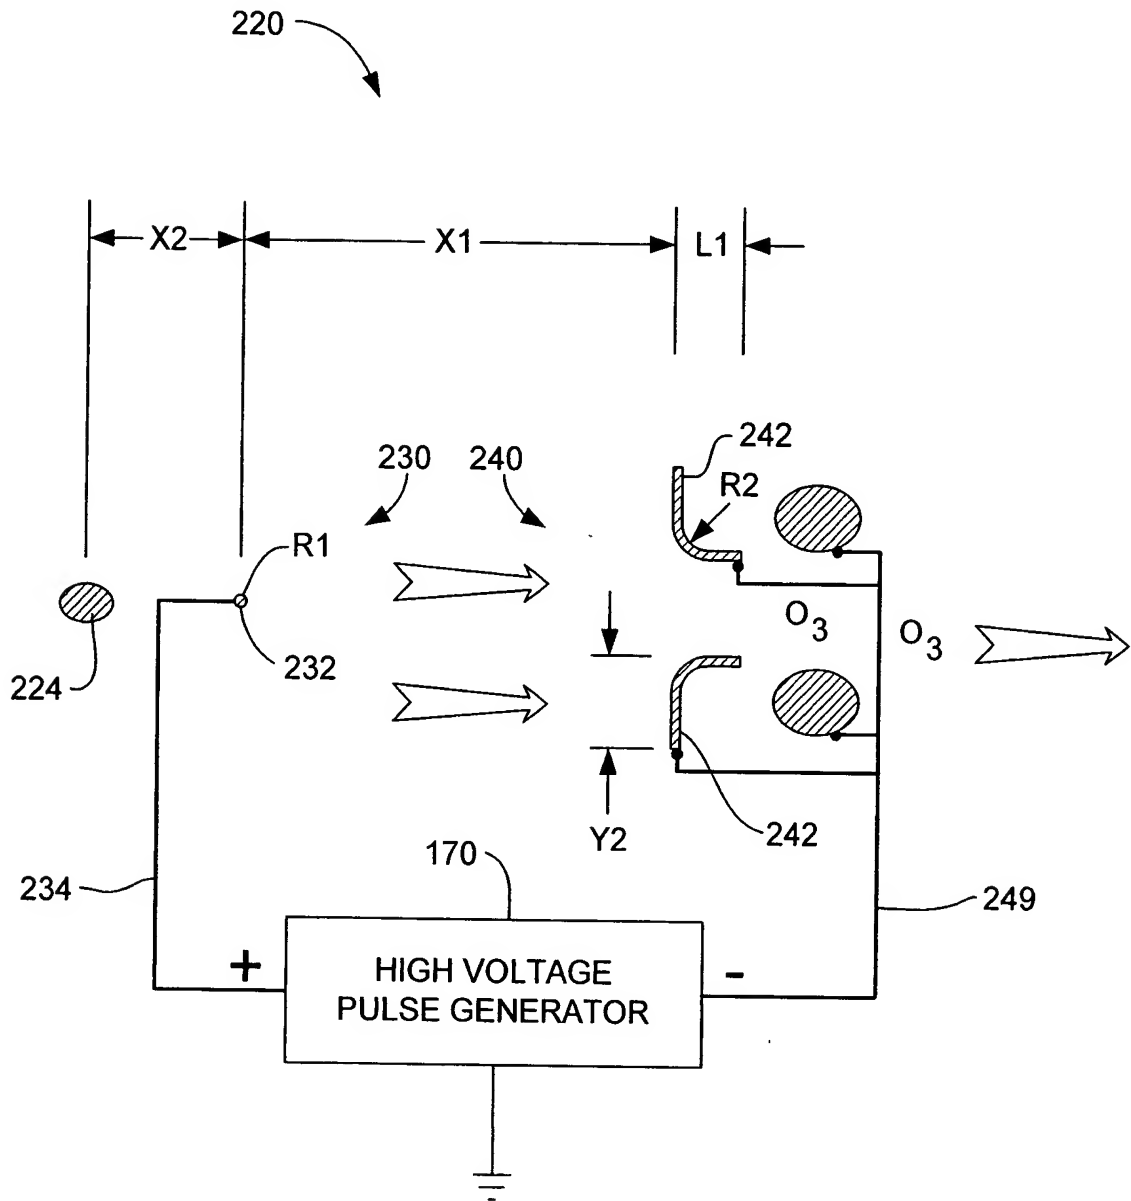 220
X2
X1
L1
242
230
240
R2
R1
O3
O3
232
224
242
Y2
170
234
249
+
HIGH VOLTAGE
PULSE GENERATOR
-